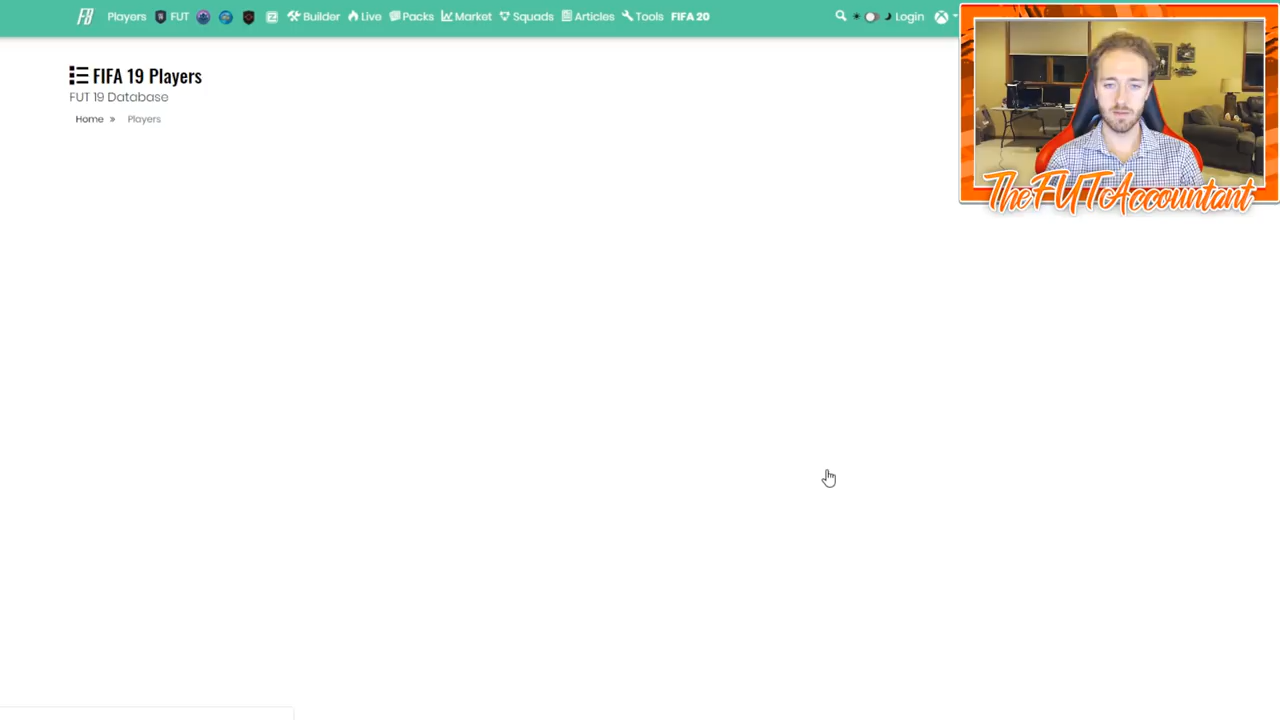 Players FUT Builder Live Packs Market Squads Articles Tools FIFA 20 Login
FIFA 19 Players
FUT 19 Database
Home » Players
TheFUTAccountant